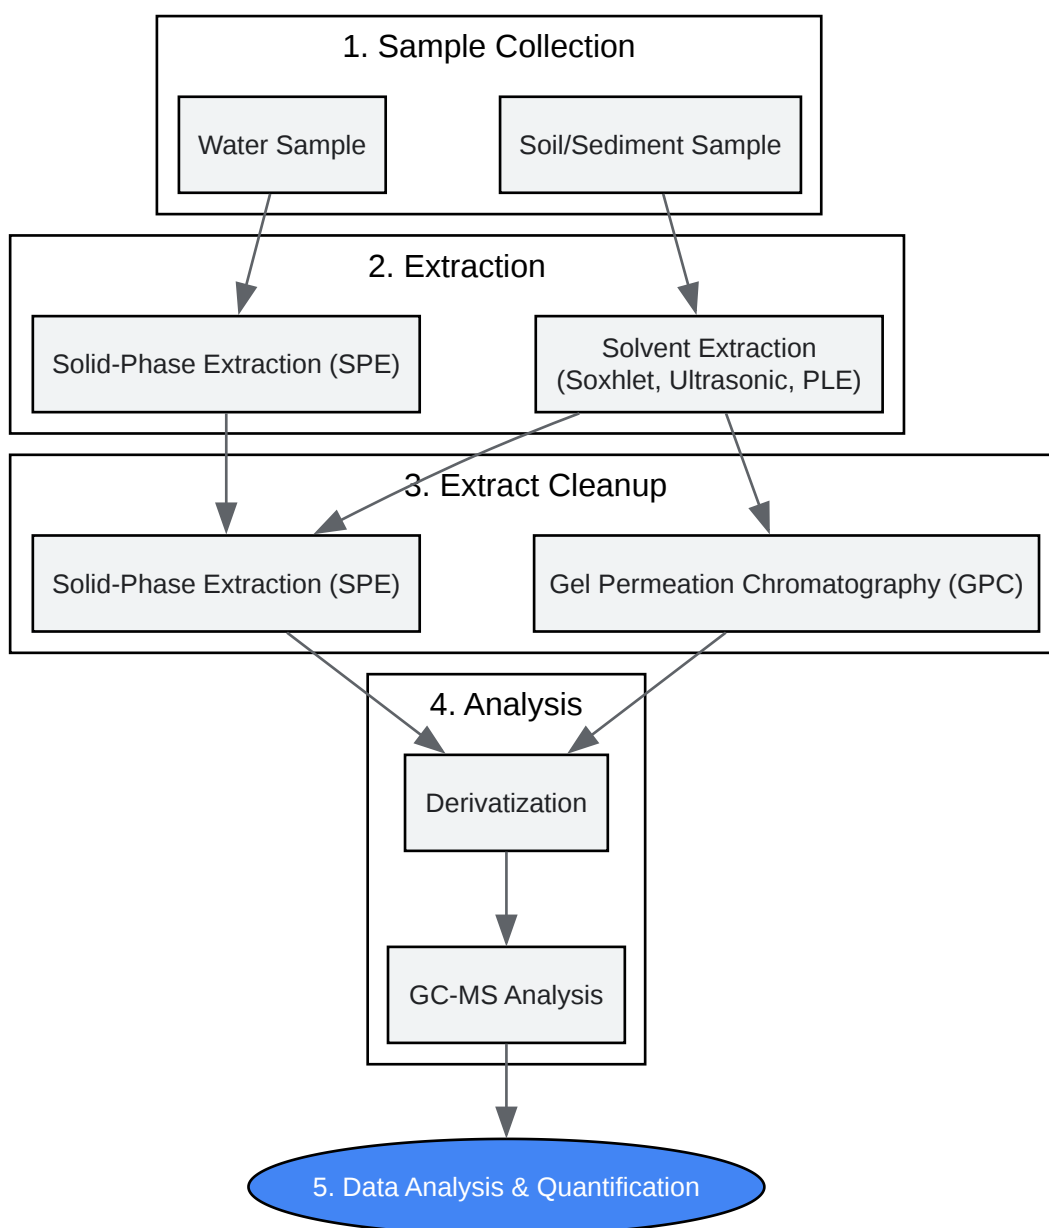 1. Sample Collection
Water Sample
Soil/Sediment Sample
2. Extraction
Solid-Phase Extraction (SPE)
Solvent Extraction
(Soxhlet, Ultrasonic, PLE)
3. Extract Cleanup
Solid-Phase Extraction (SPE)
Gel Permeation Chromatography (GPC)
4. Analysis
Derivatization
GC-MS Analysis
5. Data Analysis & Quantification